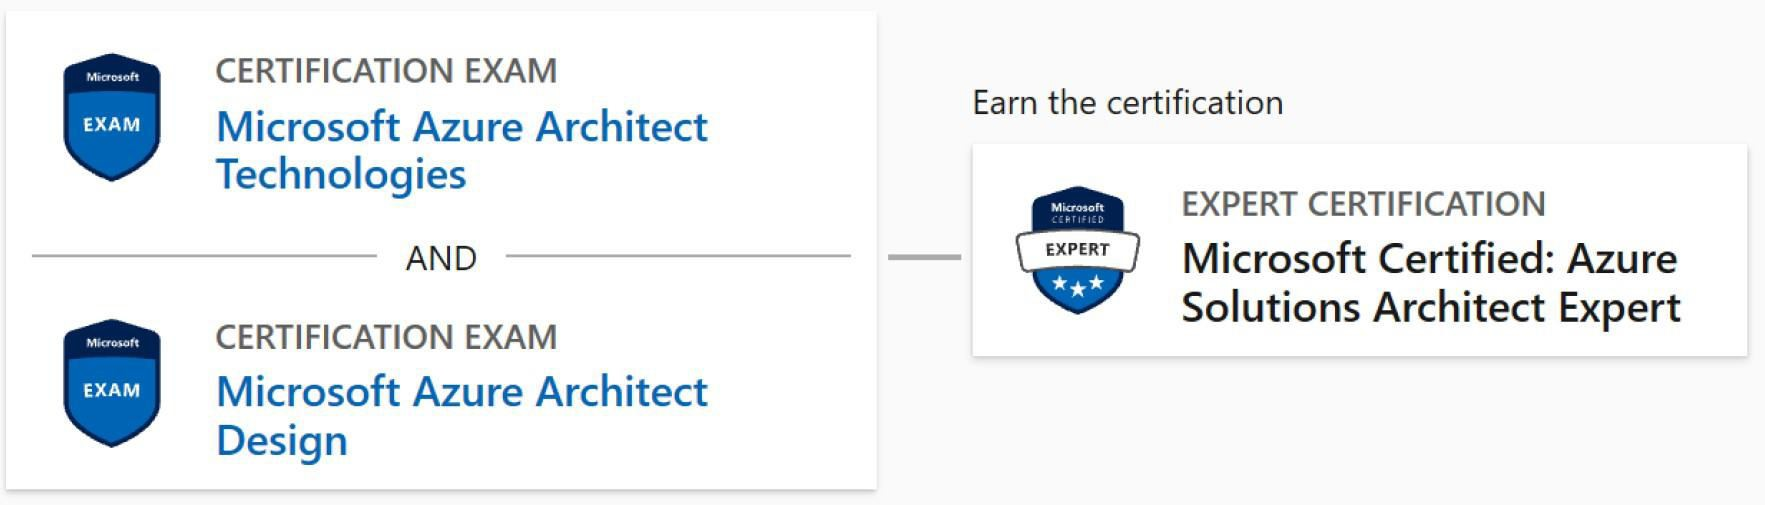 Microsoft
EXAM
CERTIFICATION EXAM
Microsoft Azure Architect
Technologies
AND
Microsoft
EXAM
CERTIFICATION EXAM
Microsoft Azure Architect
Design
Earn the certification
Microsoft
CERTIFIED
EXPERT
EXPERT CERTIFICATION
Microsoft Certified: Azure
Solutions Architect Expert